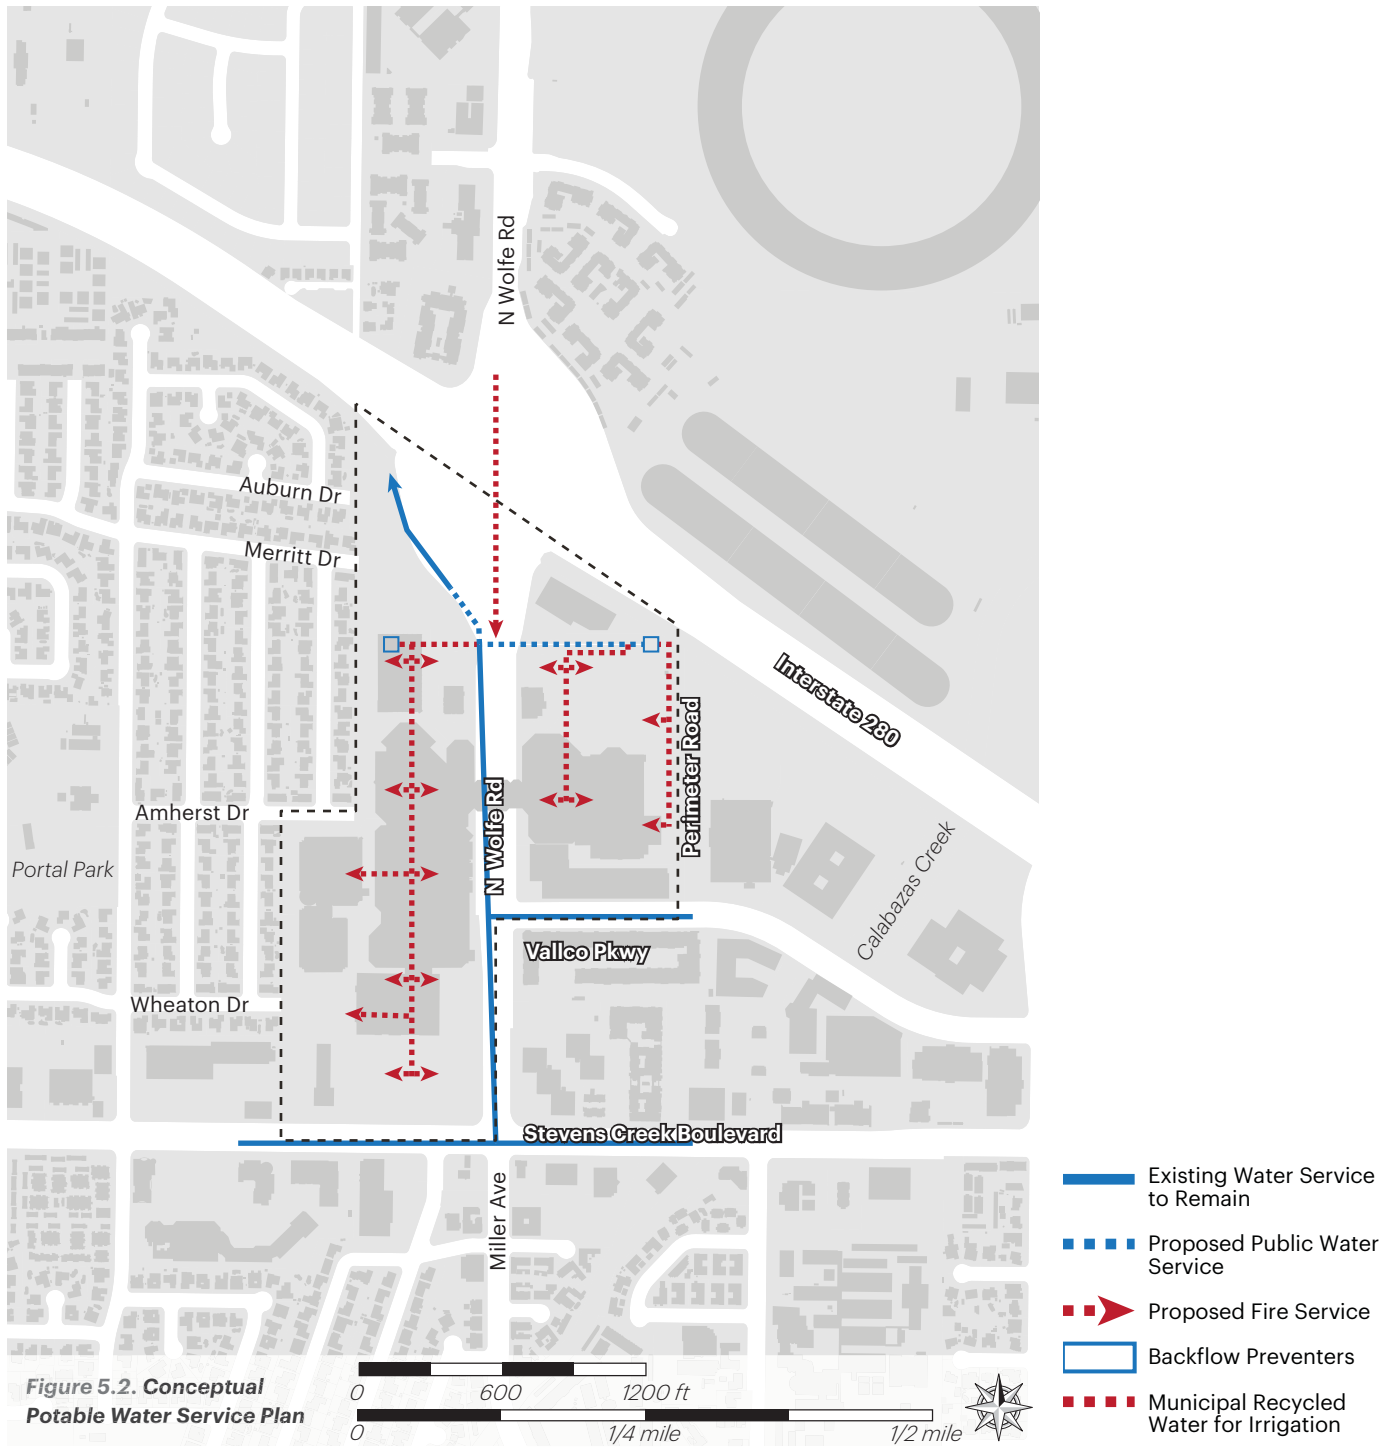 N Wolfe Rd
Auburn Dr
Merritt Dr
Interstate 280
Perimeter Road
N Wolfe Rd
Amherst Dr
Portal Park
Calabazas Creek
Vallco Pkwy
Wheaton Dr
Stevens Creek Boulevard
Miller Ave
Existing Water Service
to Remain
Proposed Public Water
Service
Proposed Fire Service
Backflow Preventers
Municipal Recycled
Water for Irrigation
Figure 5.2. Conceptual
Potable Water Service Plan
0 600 1200 ft
0 1/4 mile 1/2 mile